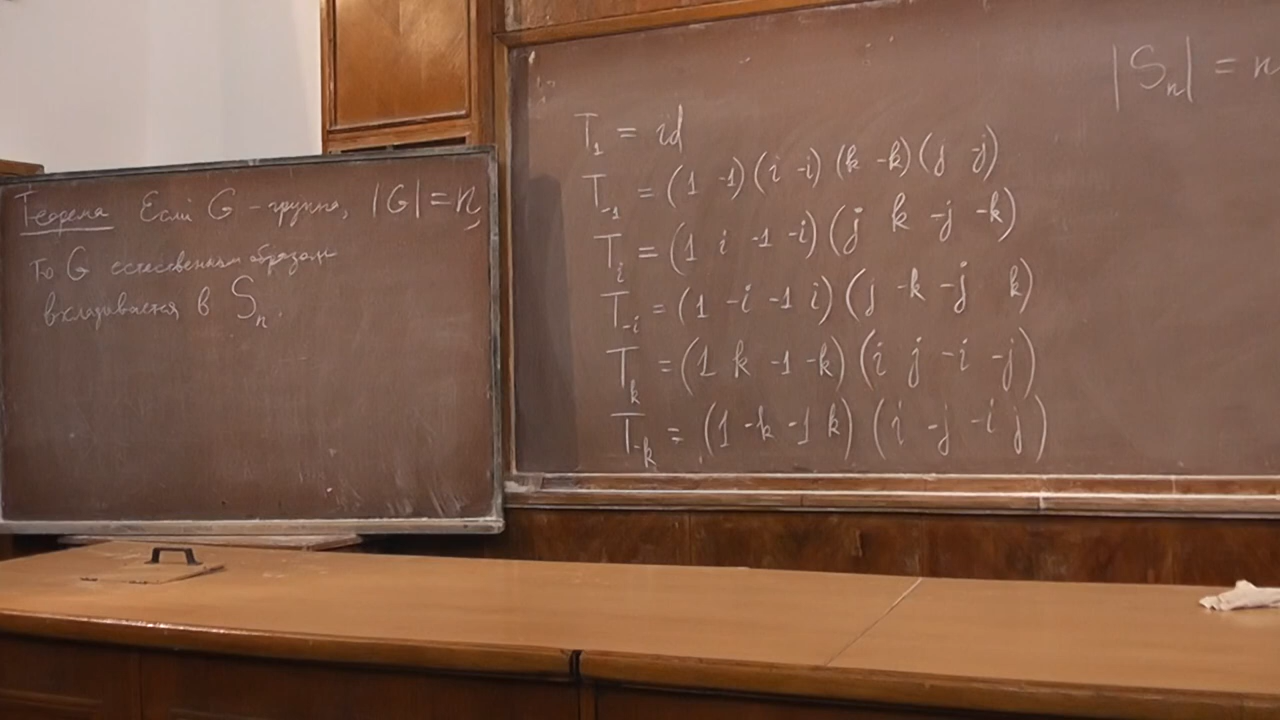 Теорема Если G – группа, |G| = n,
то G естественным образом
вкладывается в Sₙ.
|Sₙ| = n
T₁ = id
T₋₁ = (1 -1)(i -i)(k -k)(j -j)
Tᵢ = (1 i -1 -i)(j k -j -k)
T₋ᵢ = (1 -i -1 i)(j -k -j k)
Tₖ = (1 k -1 -k)(i j -i -j)
T₋ₖ = (1 -k -1 k)(i -j -i j)